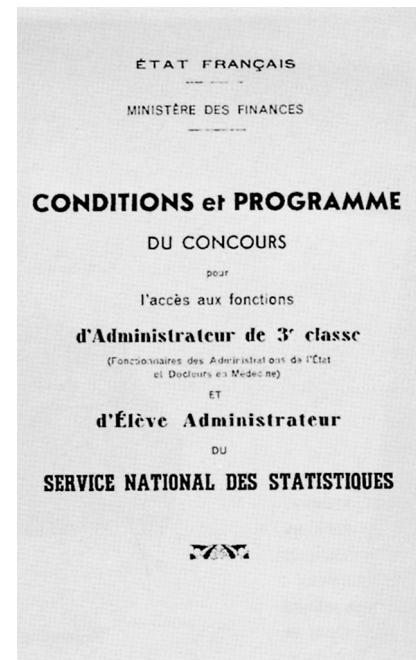 ÉTAT FRANÇAIS
MINISTÈRE DES FINANCES
CONDITIONS et PROGRAMME
DU CONCOURS
pour
l'accès aux fonctions
d'Administrateur de 3e classe
(Fonctionnaires des Administrations de l'État
et Docteurs en Médecine)
ET
d'Élève Administrateur
DU
SERVICE NATIONAL DES STATISTIQUES